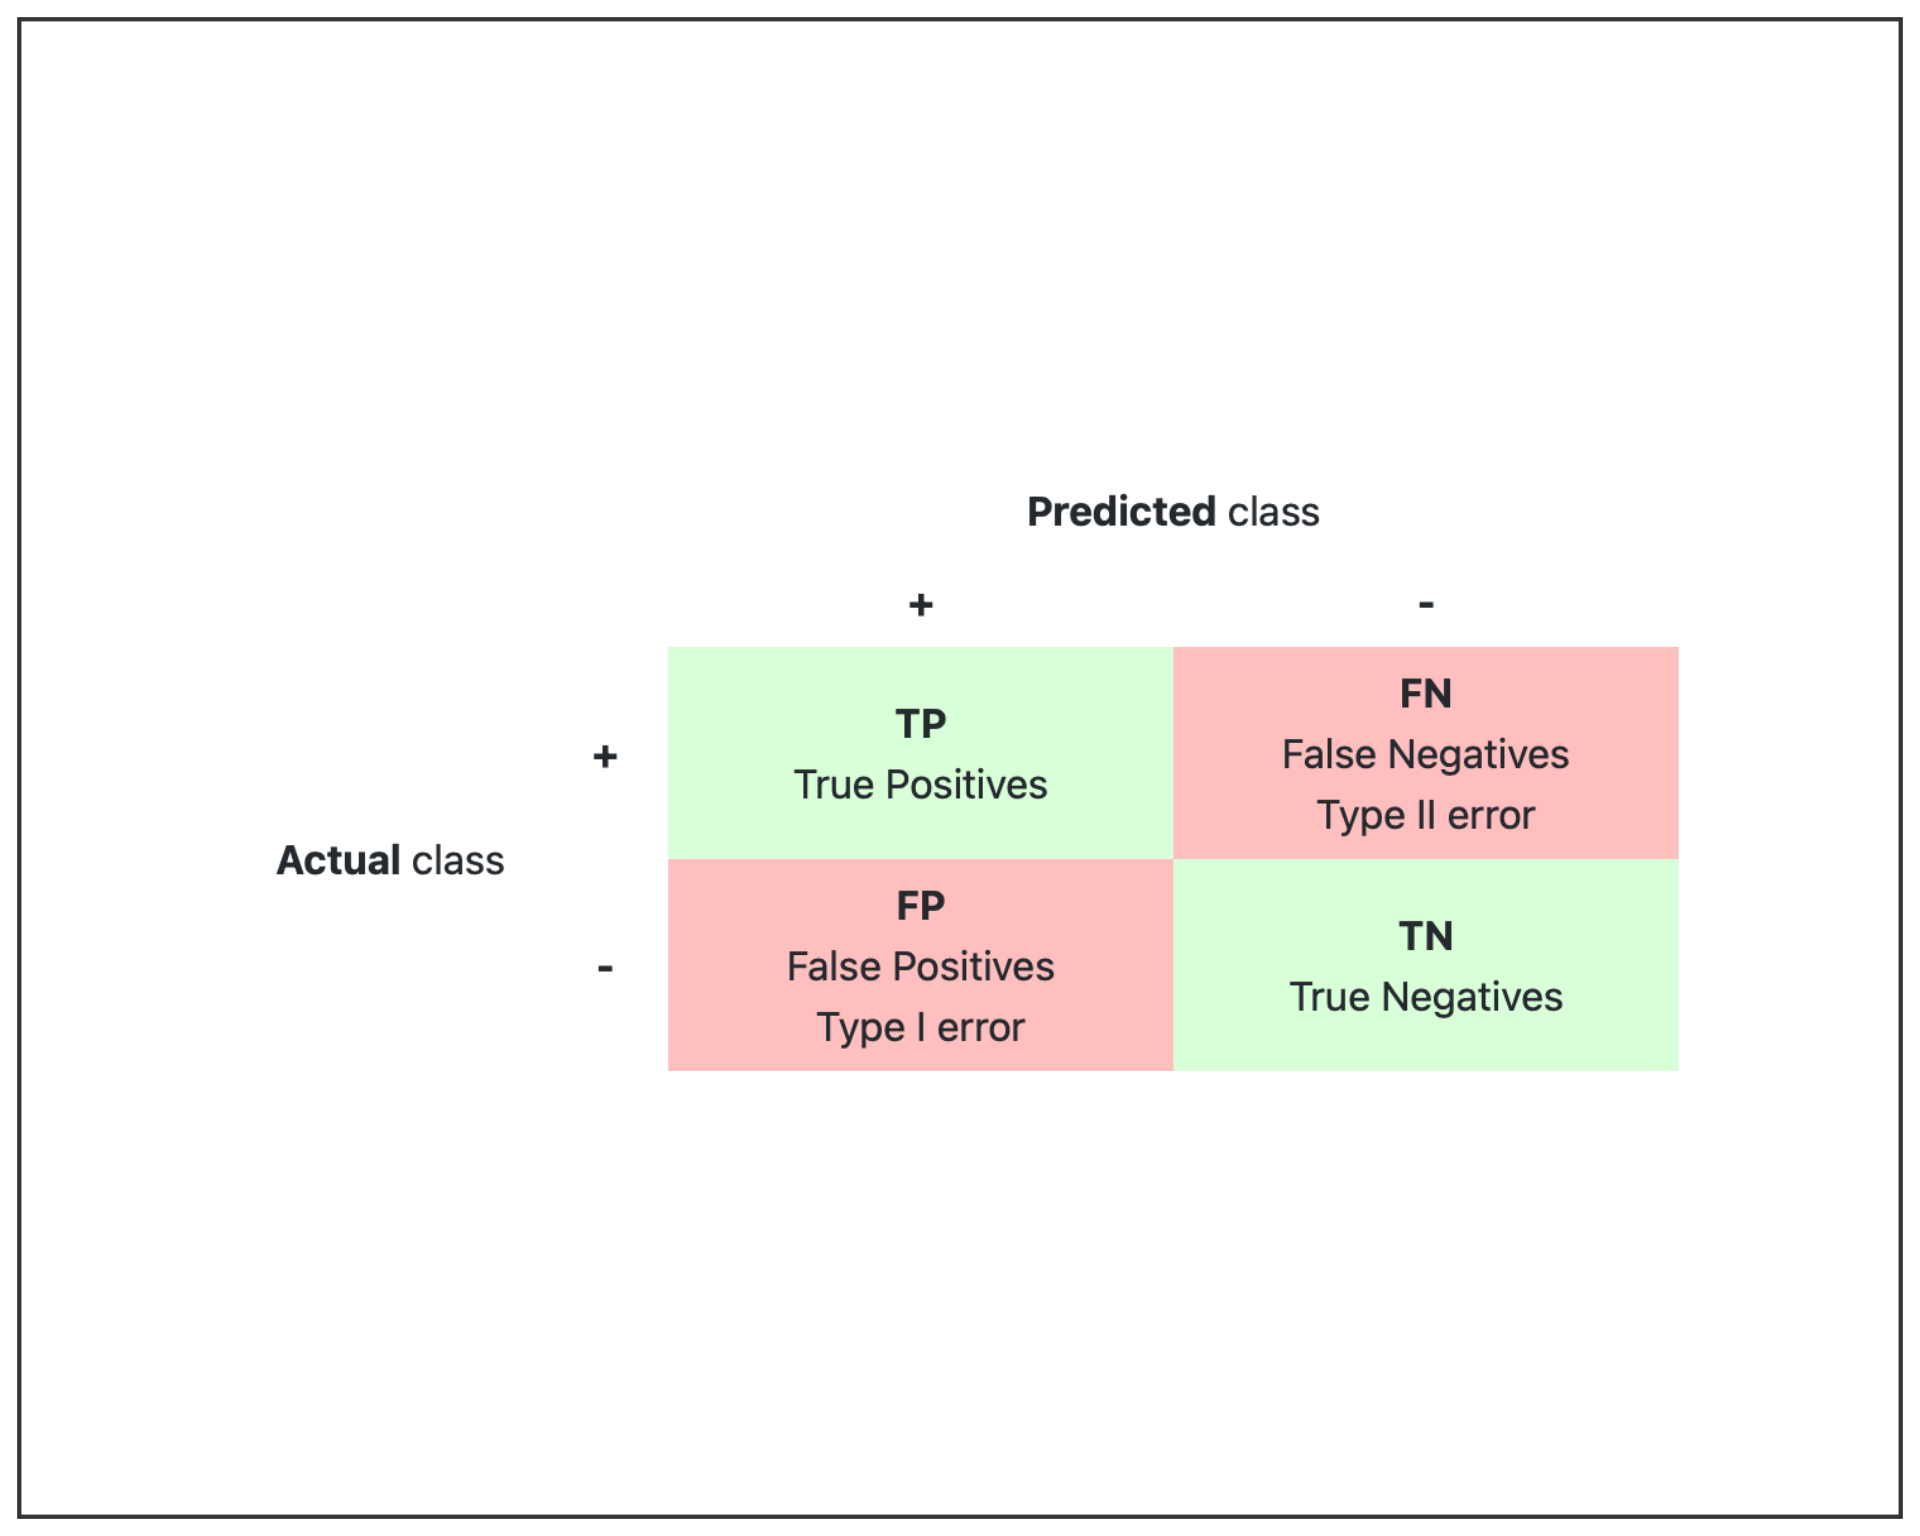 Predicted class
+ -
+
TP
True Positives
FN
False Negatives
Type II error
Actual class
-
FP
False Positives
Type I error
TN
True Negatives